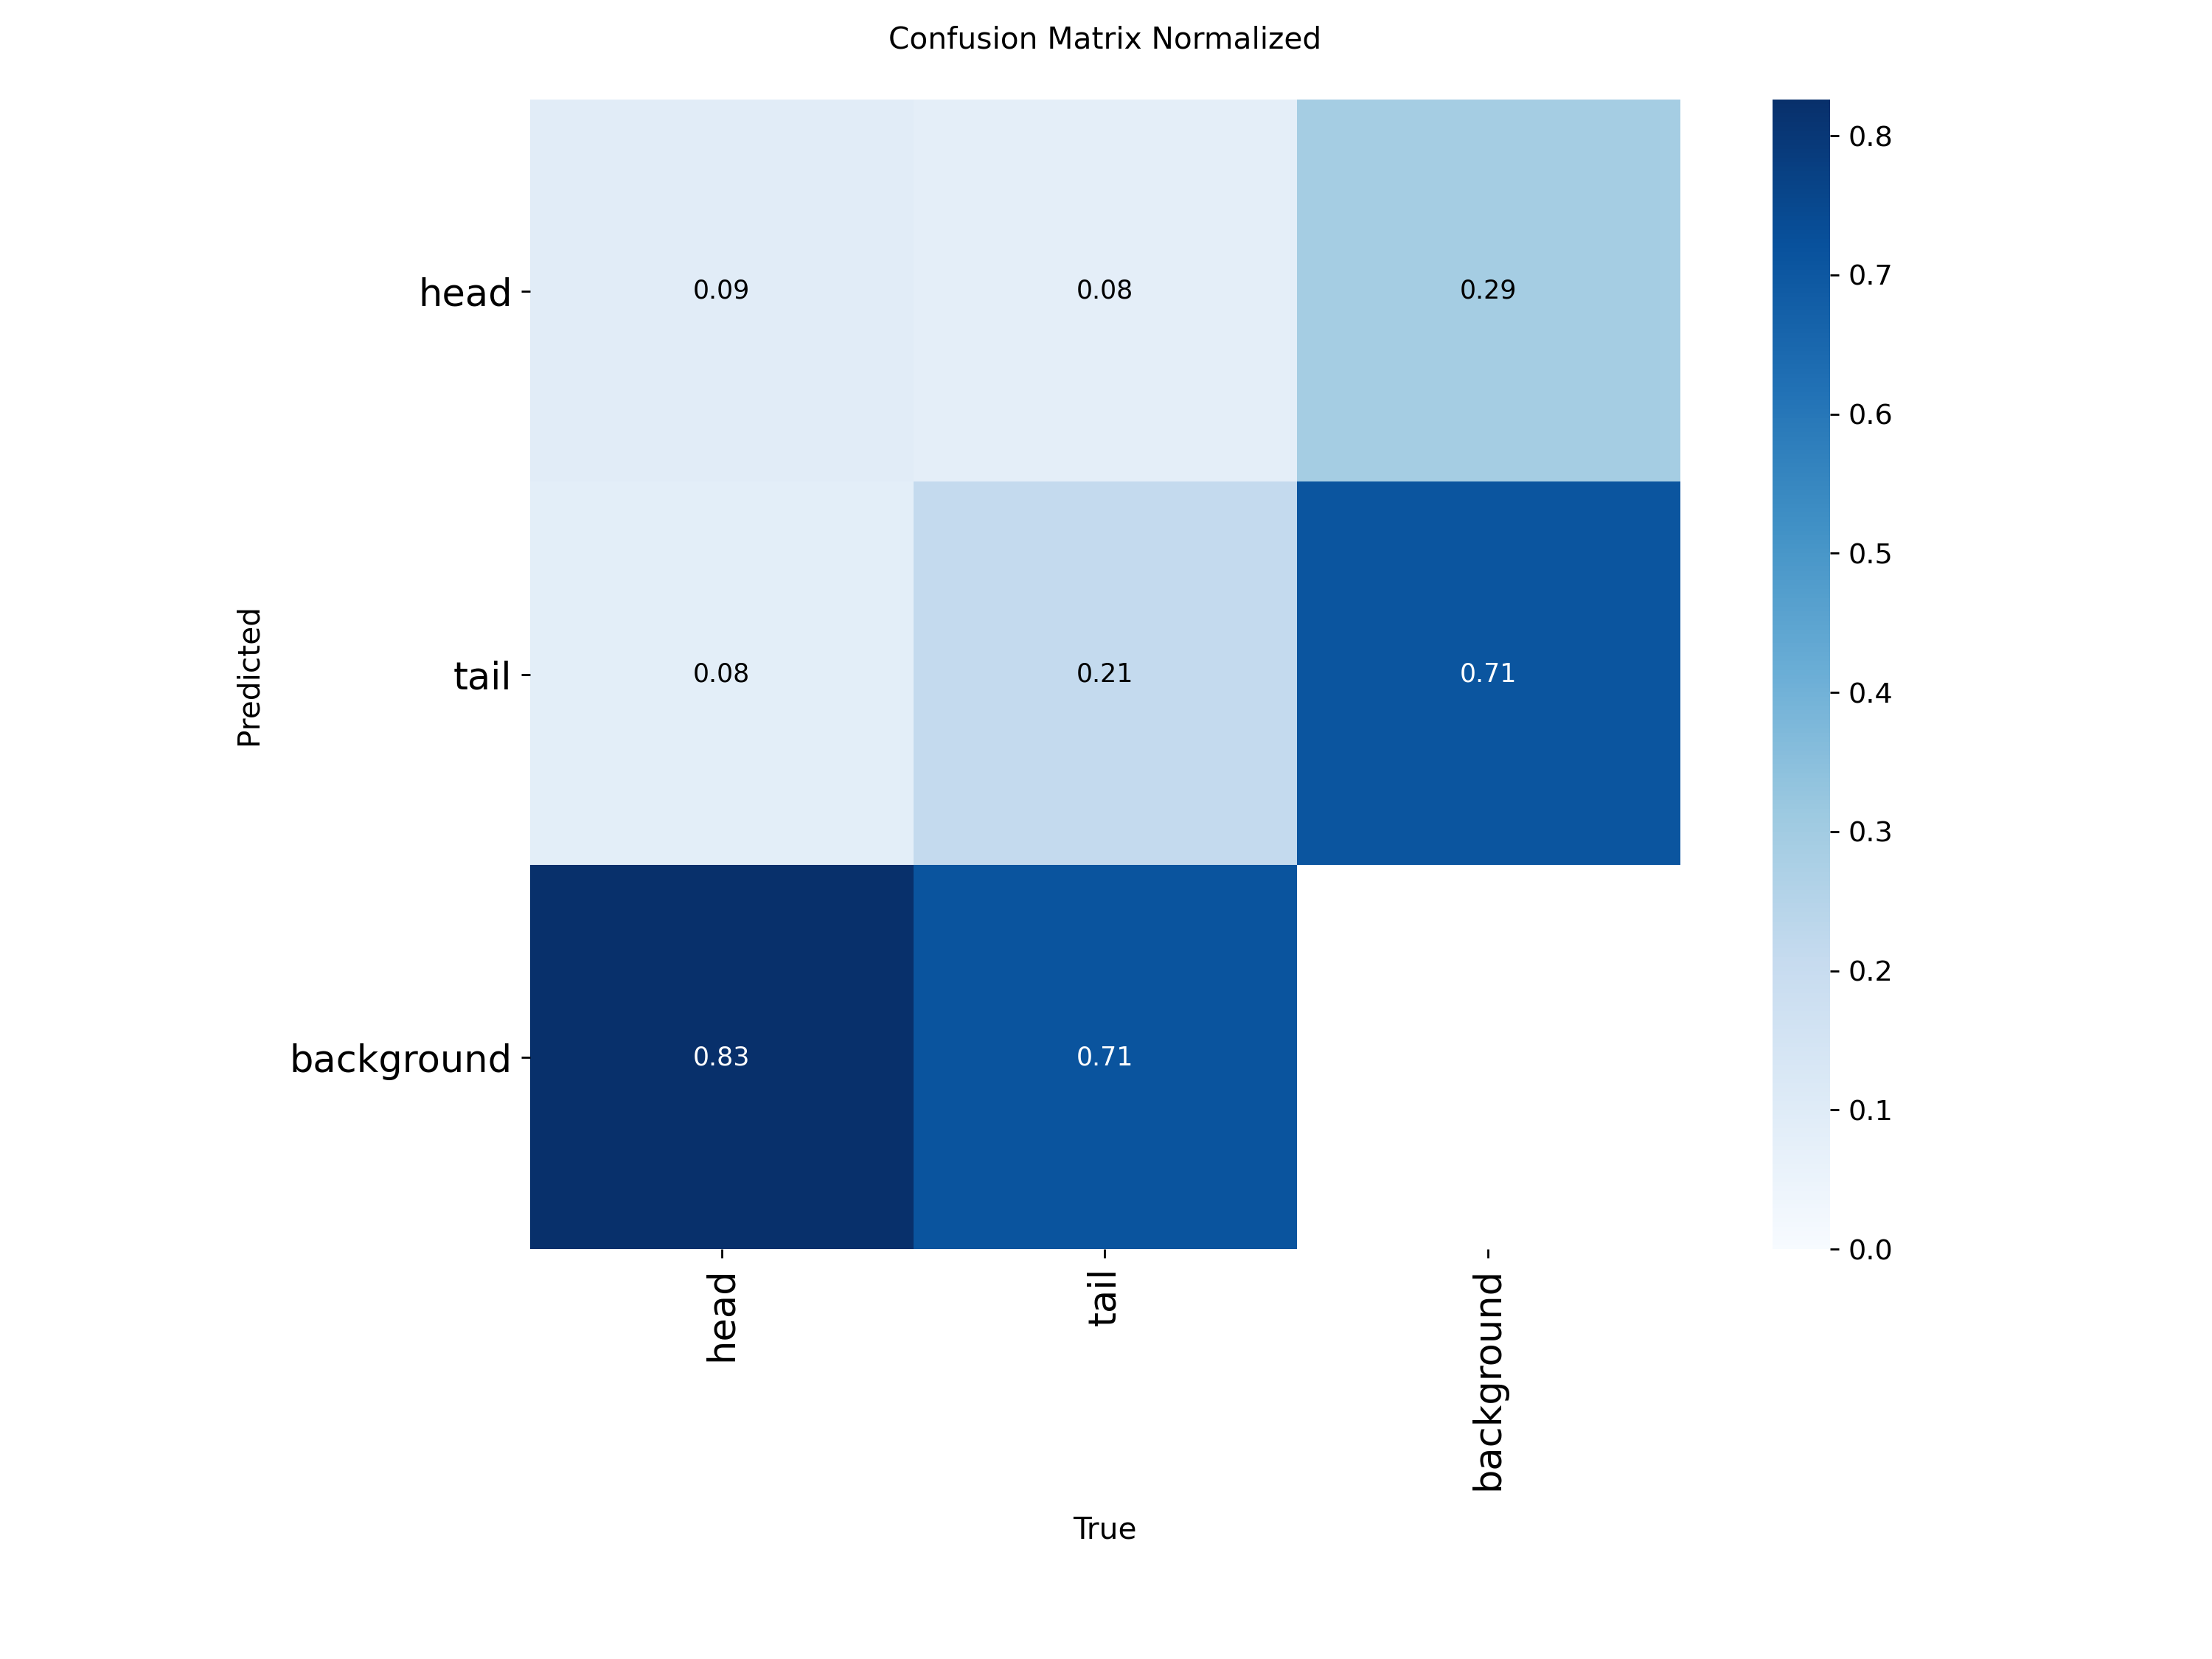 Confusion Matrix Normalized
head
0.09
0.08
0.29
tail
0.08
0.21
0.71
background
0.83
0.71
Predicted
head
tail
background
True
0.8
0.7
0.6
0.5
0.4
0.3
0.2
0.1
0.0